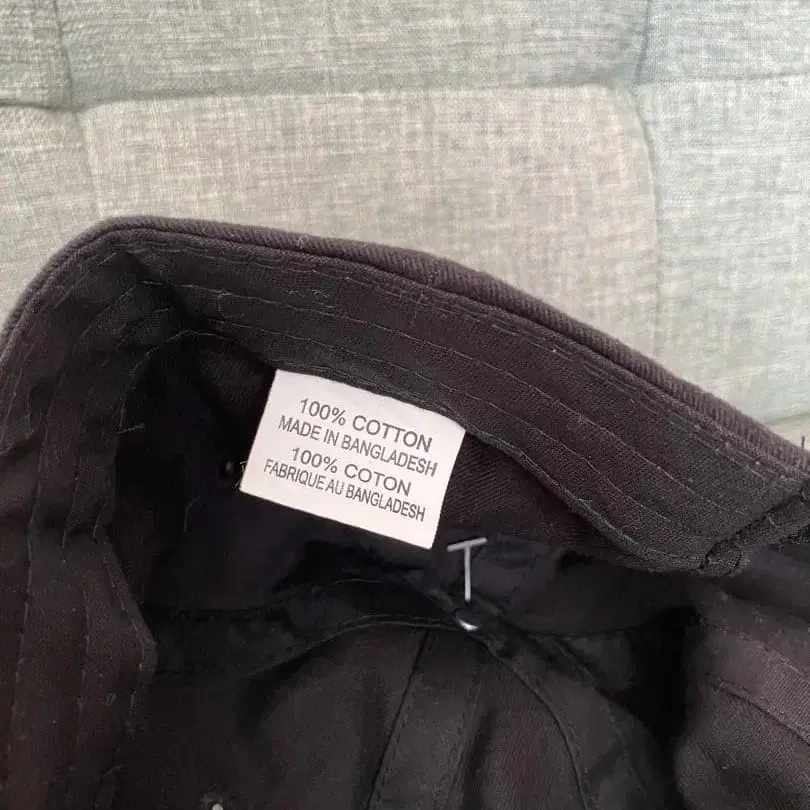 100% COTTON
MADE IN BANGLADESH
100% COTON
FABRIQUE AU BANGLADESH